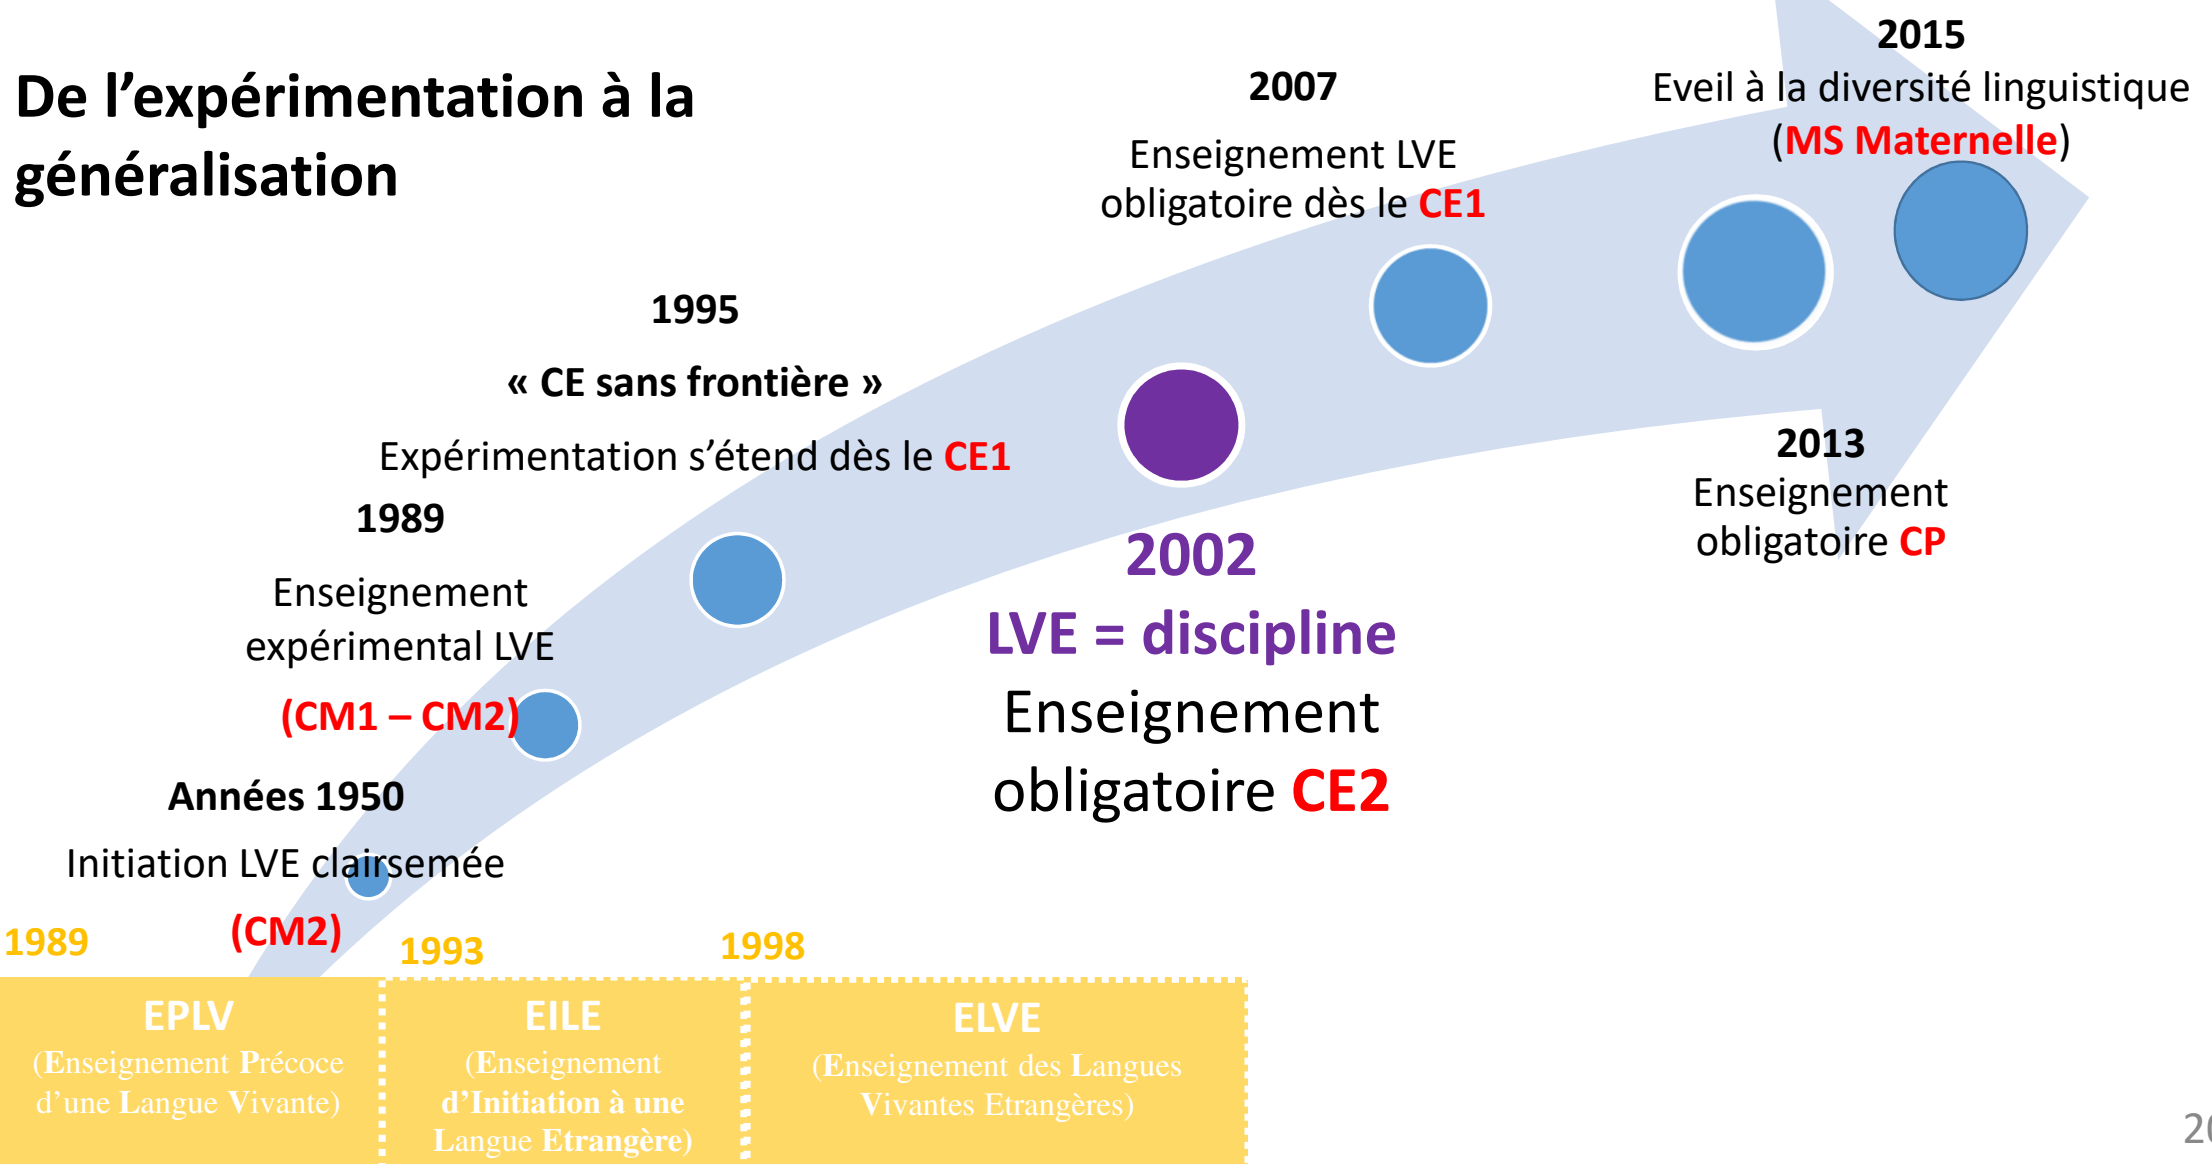 De l’expérimentation à la
généralisation
2015
Eveil à la diversité linguistique
(MS Maternelle)
2007
Enseignement LVE
obligatoire dès le CE1
1995
« CE sans frontière »
Expérimentation s’étend dès le CE1
2013
Enseignement
obligatoire CP
1989
Enseignement
expérimental LVE
(CM1 – CM2)
2002
LVE = discipline
Enseignement
obligatoire CE2
Années 1950
Initiation LVE clairsemée
(CM2)
1989
1993
1998
EPLV
(Enseignement Précoce
d’une Langue Vivante)
EILE
(Enseignement
d’Initiation à une
Langue Etrangère)
ELVE
(Enseignement des Langues
Vivantes Etrangères)